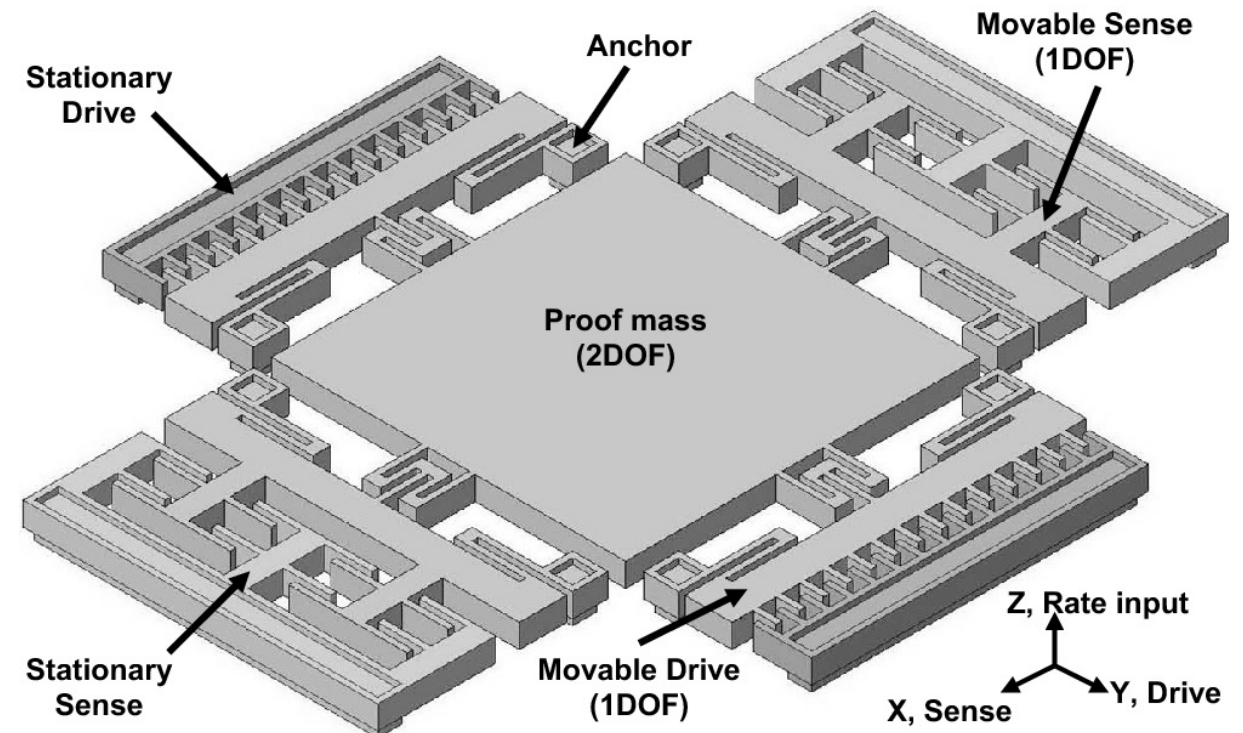 Movable Sense
(1DOF)
Anchor
Stationary
Drive
Proof mass
(2DOF)
Z, Rate input
Stationary
Sense
Movable Drive
(1DOF)
X, Sense
Y, Drive